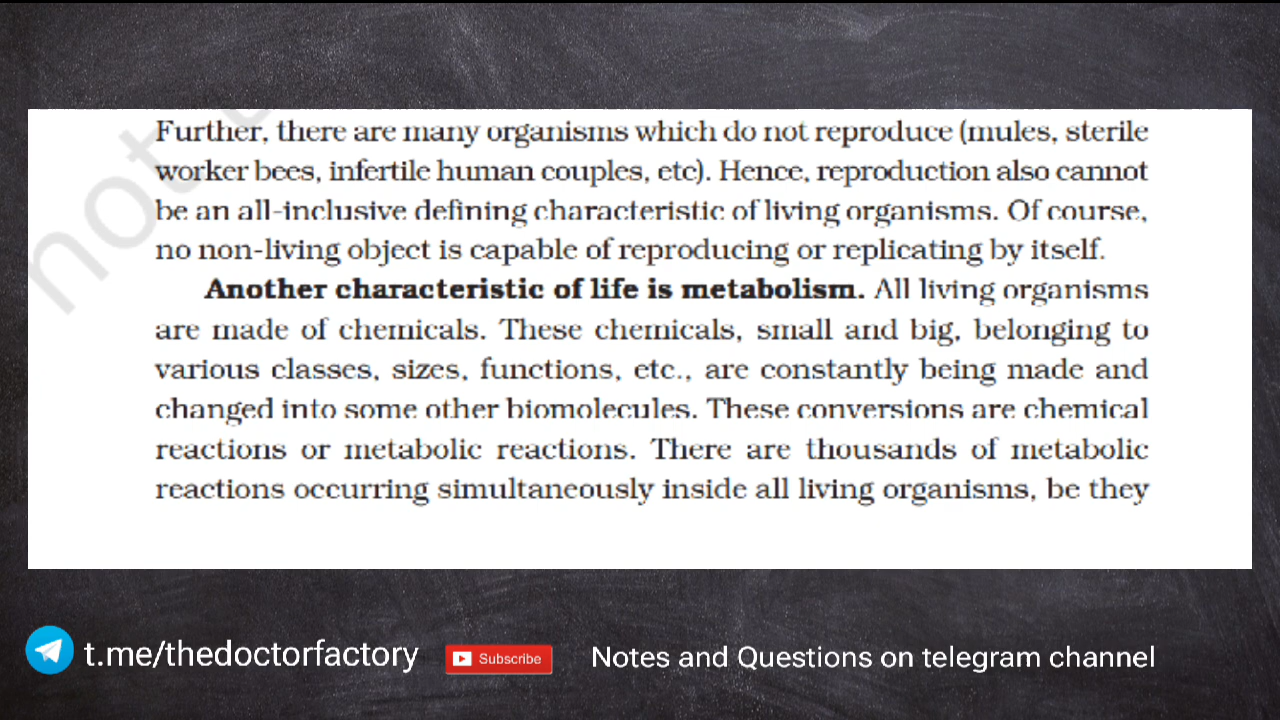 Further, there are many organisms which do not reproduce (mules, sterile
worker bees, infertile human couples, etc). Hence, reproduction also cannot
be an all-inclusive defining characteristic of living organisms. Of course,
no non-living object is capable of reproducing or replicating by itself.
Another characteristic of life is metabolism. All living organisms
are made of chemicals. These chemicals, small and big, belonging to
various classes, sizes, functions, etc., are constantly being made and
changed into some other biomolecules. These conversions are chemical
reactions or metabolic reactions. There are thousands of metabolic
reactions occurring simultaneously inside all living organisms, be they
not
t.me/thedoctorfactory
Subscribe
Notes and Questions on telegram channel